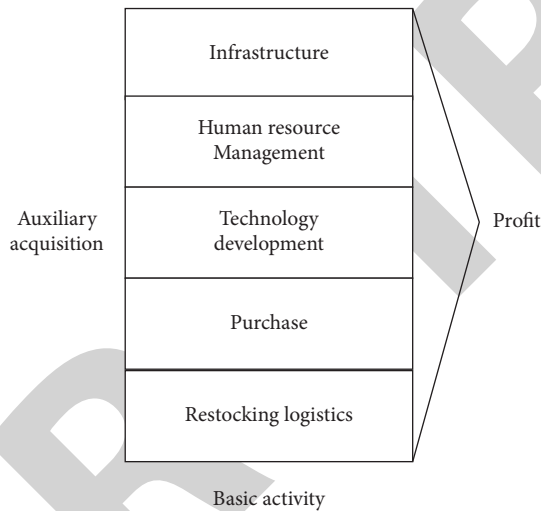 Infrastructure
Human resource
Management
Auxiliary
acquisition
Technology
development
Profit
Purchase
Restocking logistics
Basic activity